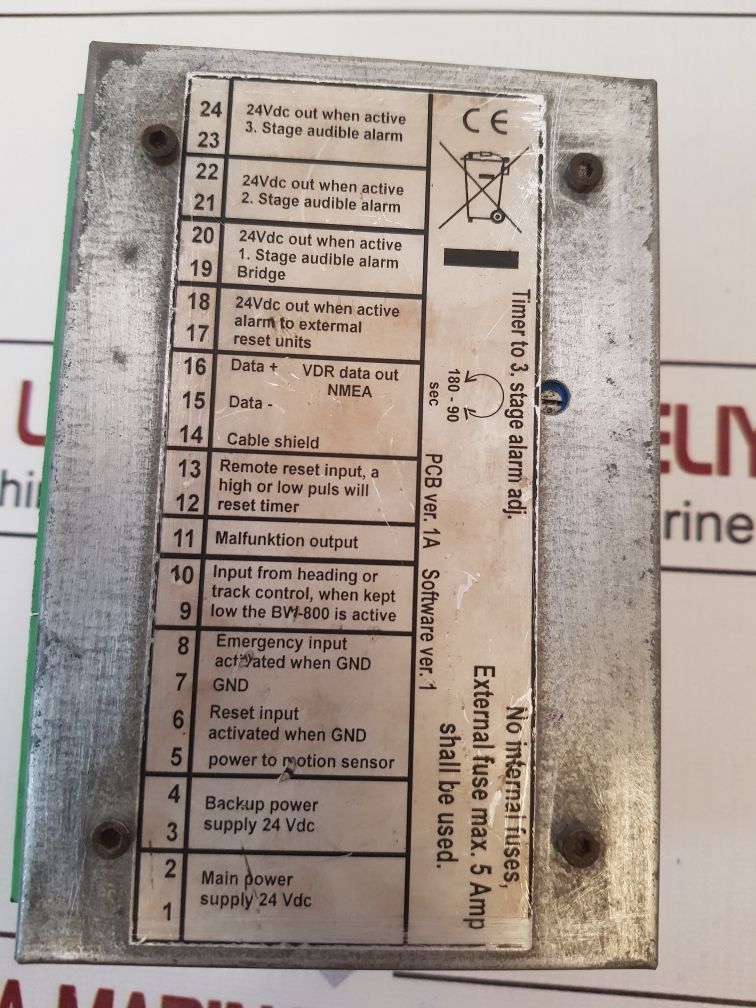 24
23
24Vdc out when active
3. Stage audible alarm
22
21
24Vdc out when active
2. Stage audible alarm
20
19
24Vdc out when active
1. Stage audible alarm
Bridge
18
17
24Vdc out when active
alarm to extermal
reset units
16
Data +
VDR data out
NMEA
15
Data -
14
Cable shield
13
12
Remote reset input, a
high or low puls will
reset timer
11
Malfunktion output
10
9
Input from heading or
track control, when kept
low the BW-800 is active
8
Emergency input
activated when GND
7
GND
6
Reset input
activated when GND
5
power to motion sensor
4
3
Backup power
supply 24 Vdc
2
1
Main power
supply 24 Vdc
CE
Timer to 3. stage alarm adj.
180 - 90
sec
PCB ver. 1A Software ver. 1
No internal fuses,
External fuse max. 5 Amp
shall be used.
ELIY
rine
A MARIN